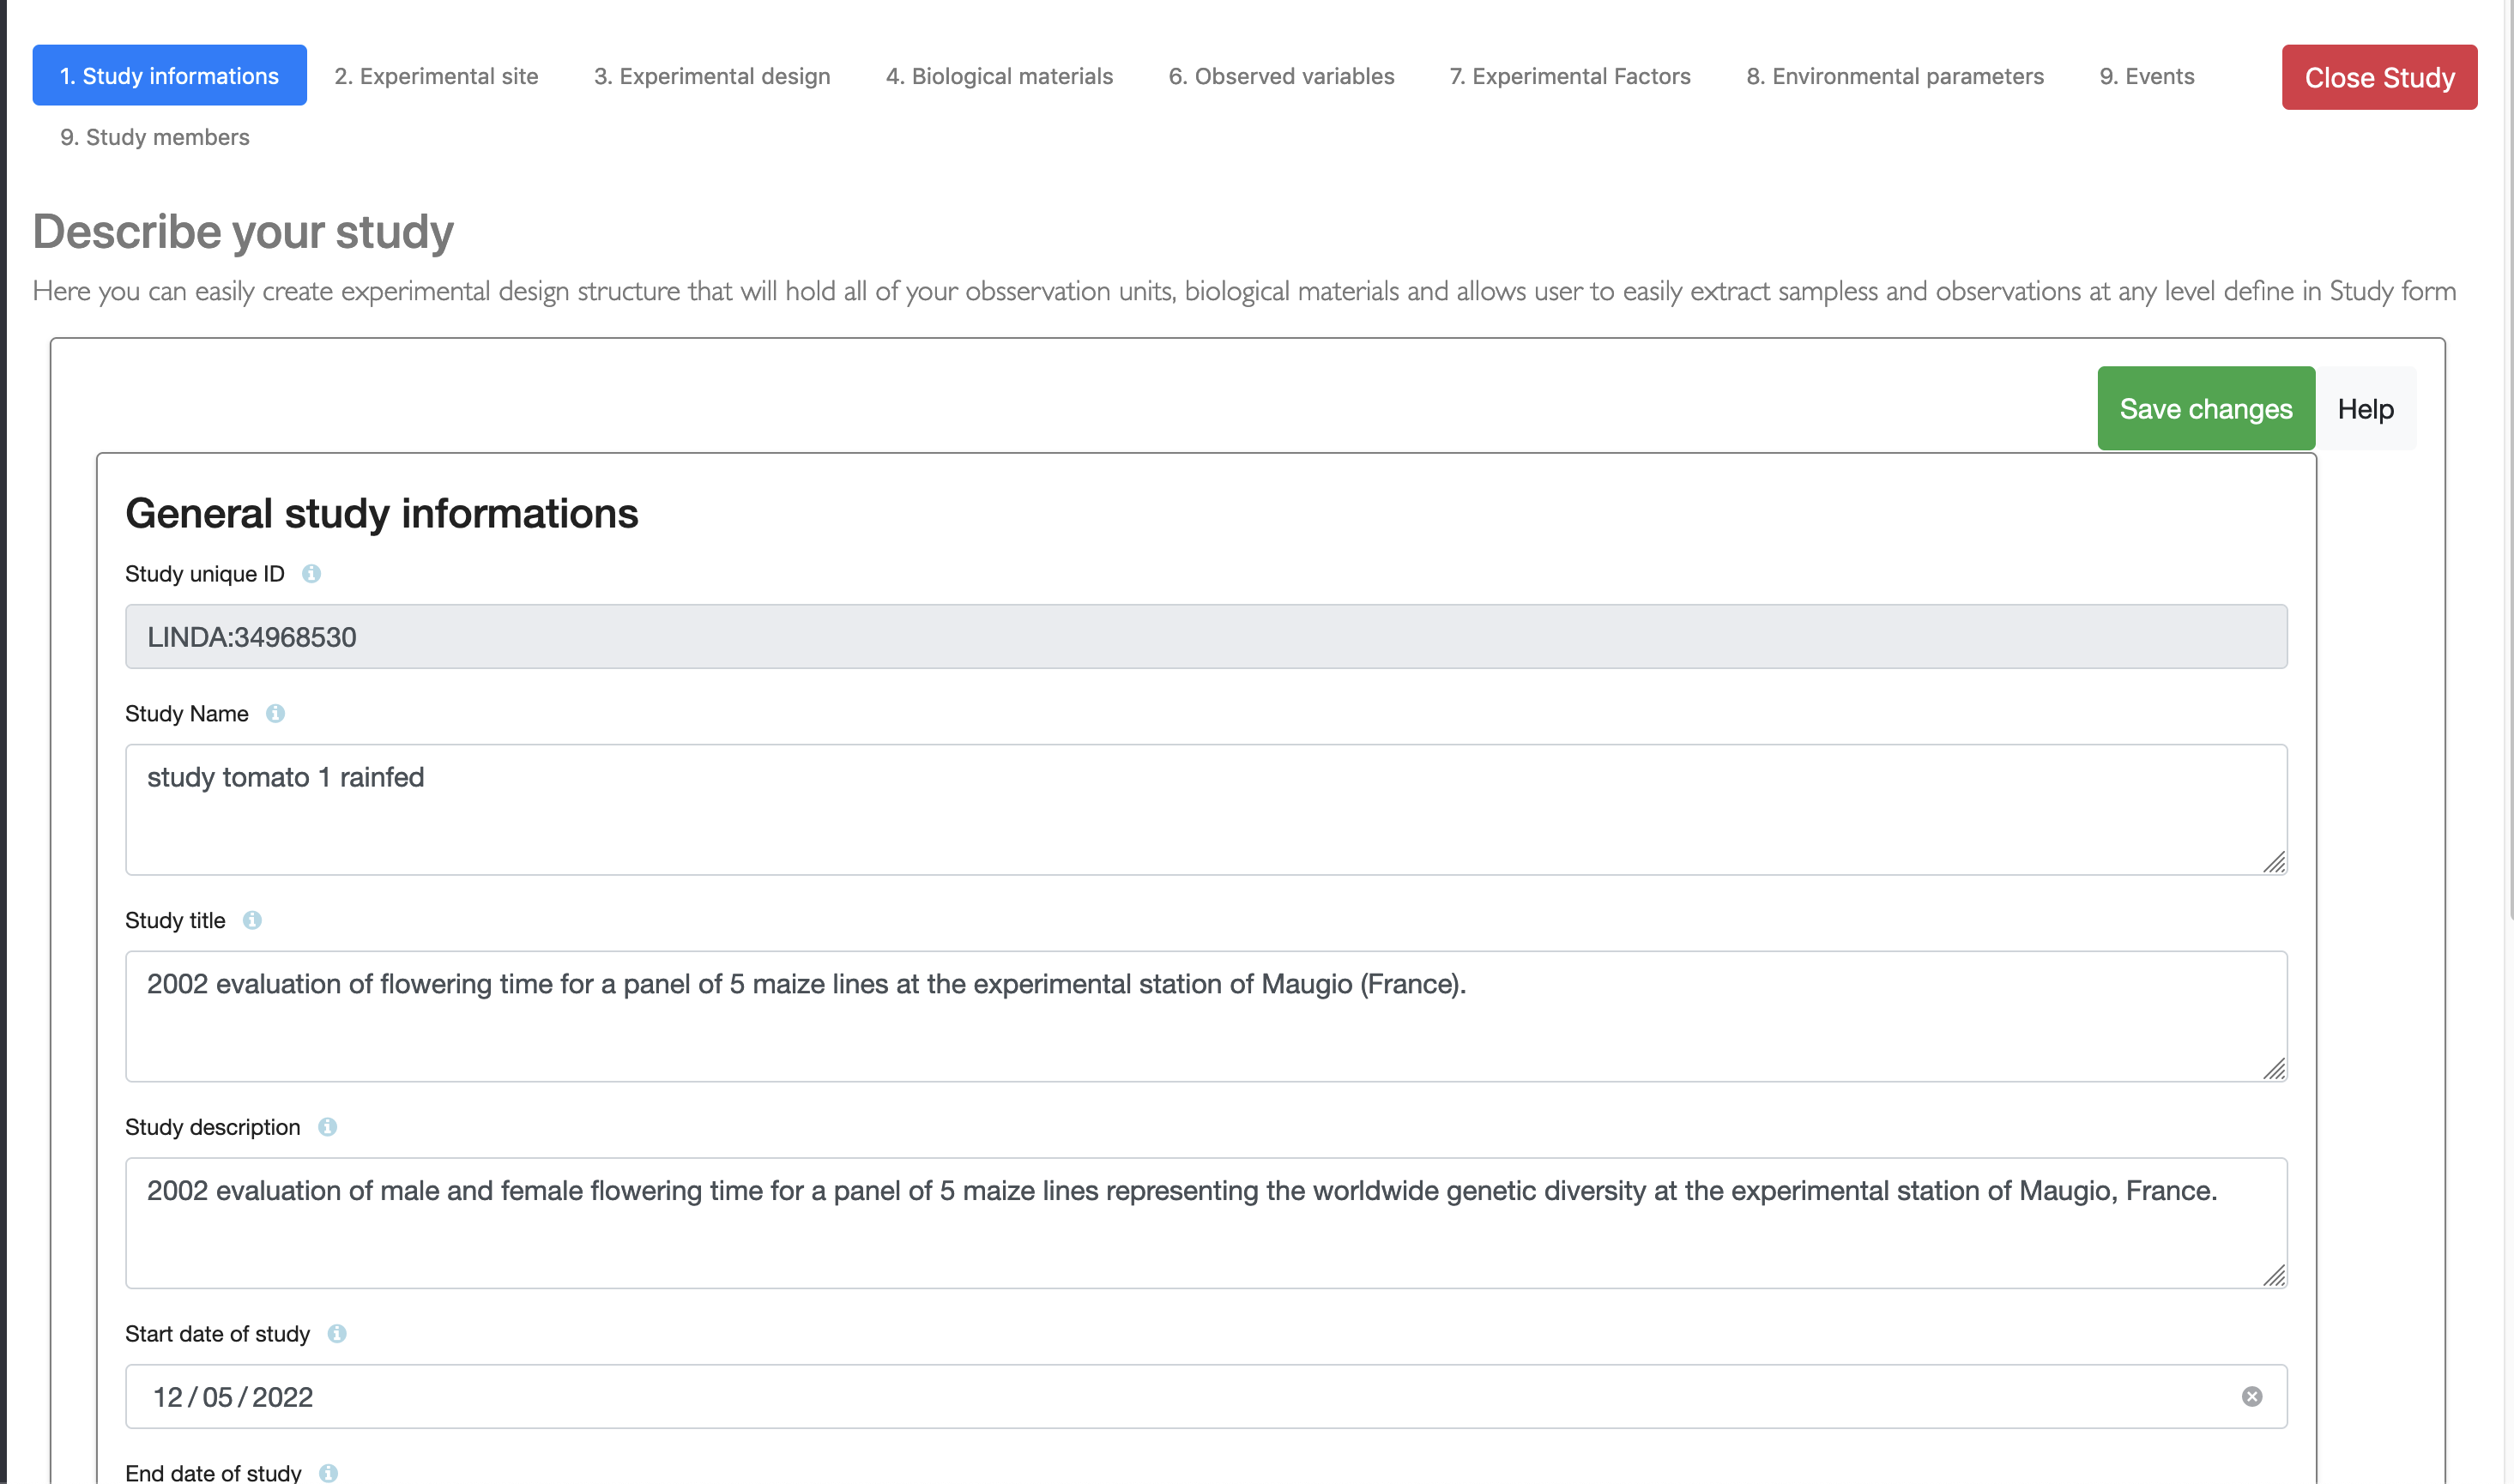 1. Study informations
2. Experimental site
3. Experimental design
4. Biological materials
6. Observed variables
7. Experimental Factors
8. Environmental parameters
9. Events
Close Study
9. Study members
Describe your study
Here you can easily create experimental design structure that will hold all of your obsservation units, biological materials and allows user to easily extract sampless and observations at any level define in Study form
Save changes
Help
General study informations
Study unique ID
LINDA:34968530
Study Name
study tomato 1 rainfed
Study title
2002 evaluation of flowering time for a panel of 5 maize lines at the experimental station of Maugio (France).
Study description
2002 evaluation of male and female flowering time for a panel of 5 maize lines representing the worldwide genetic diversity at the experimental station of Maugio, France.
Start date of study
12/05/2022
End date of study